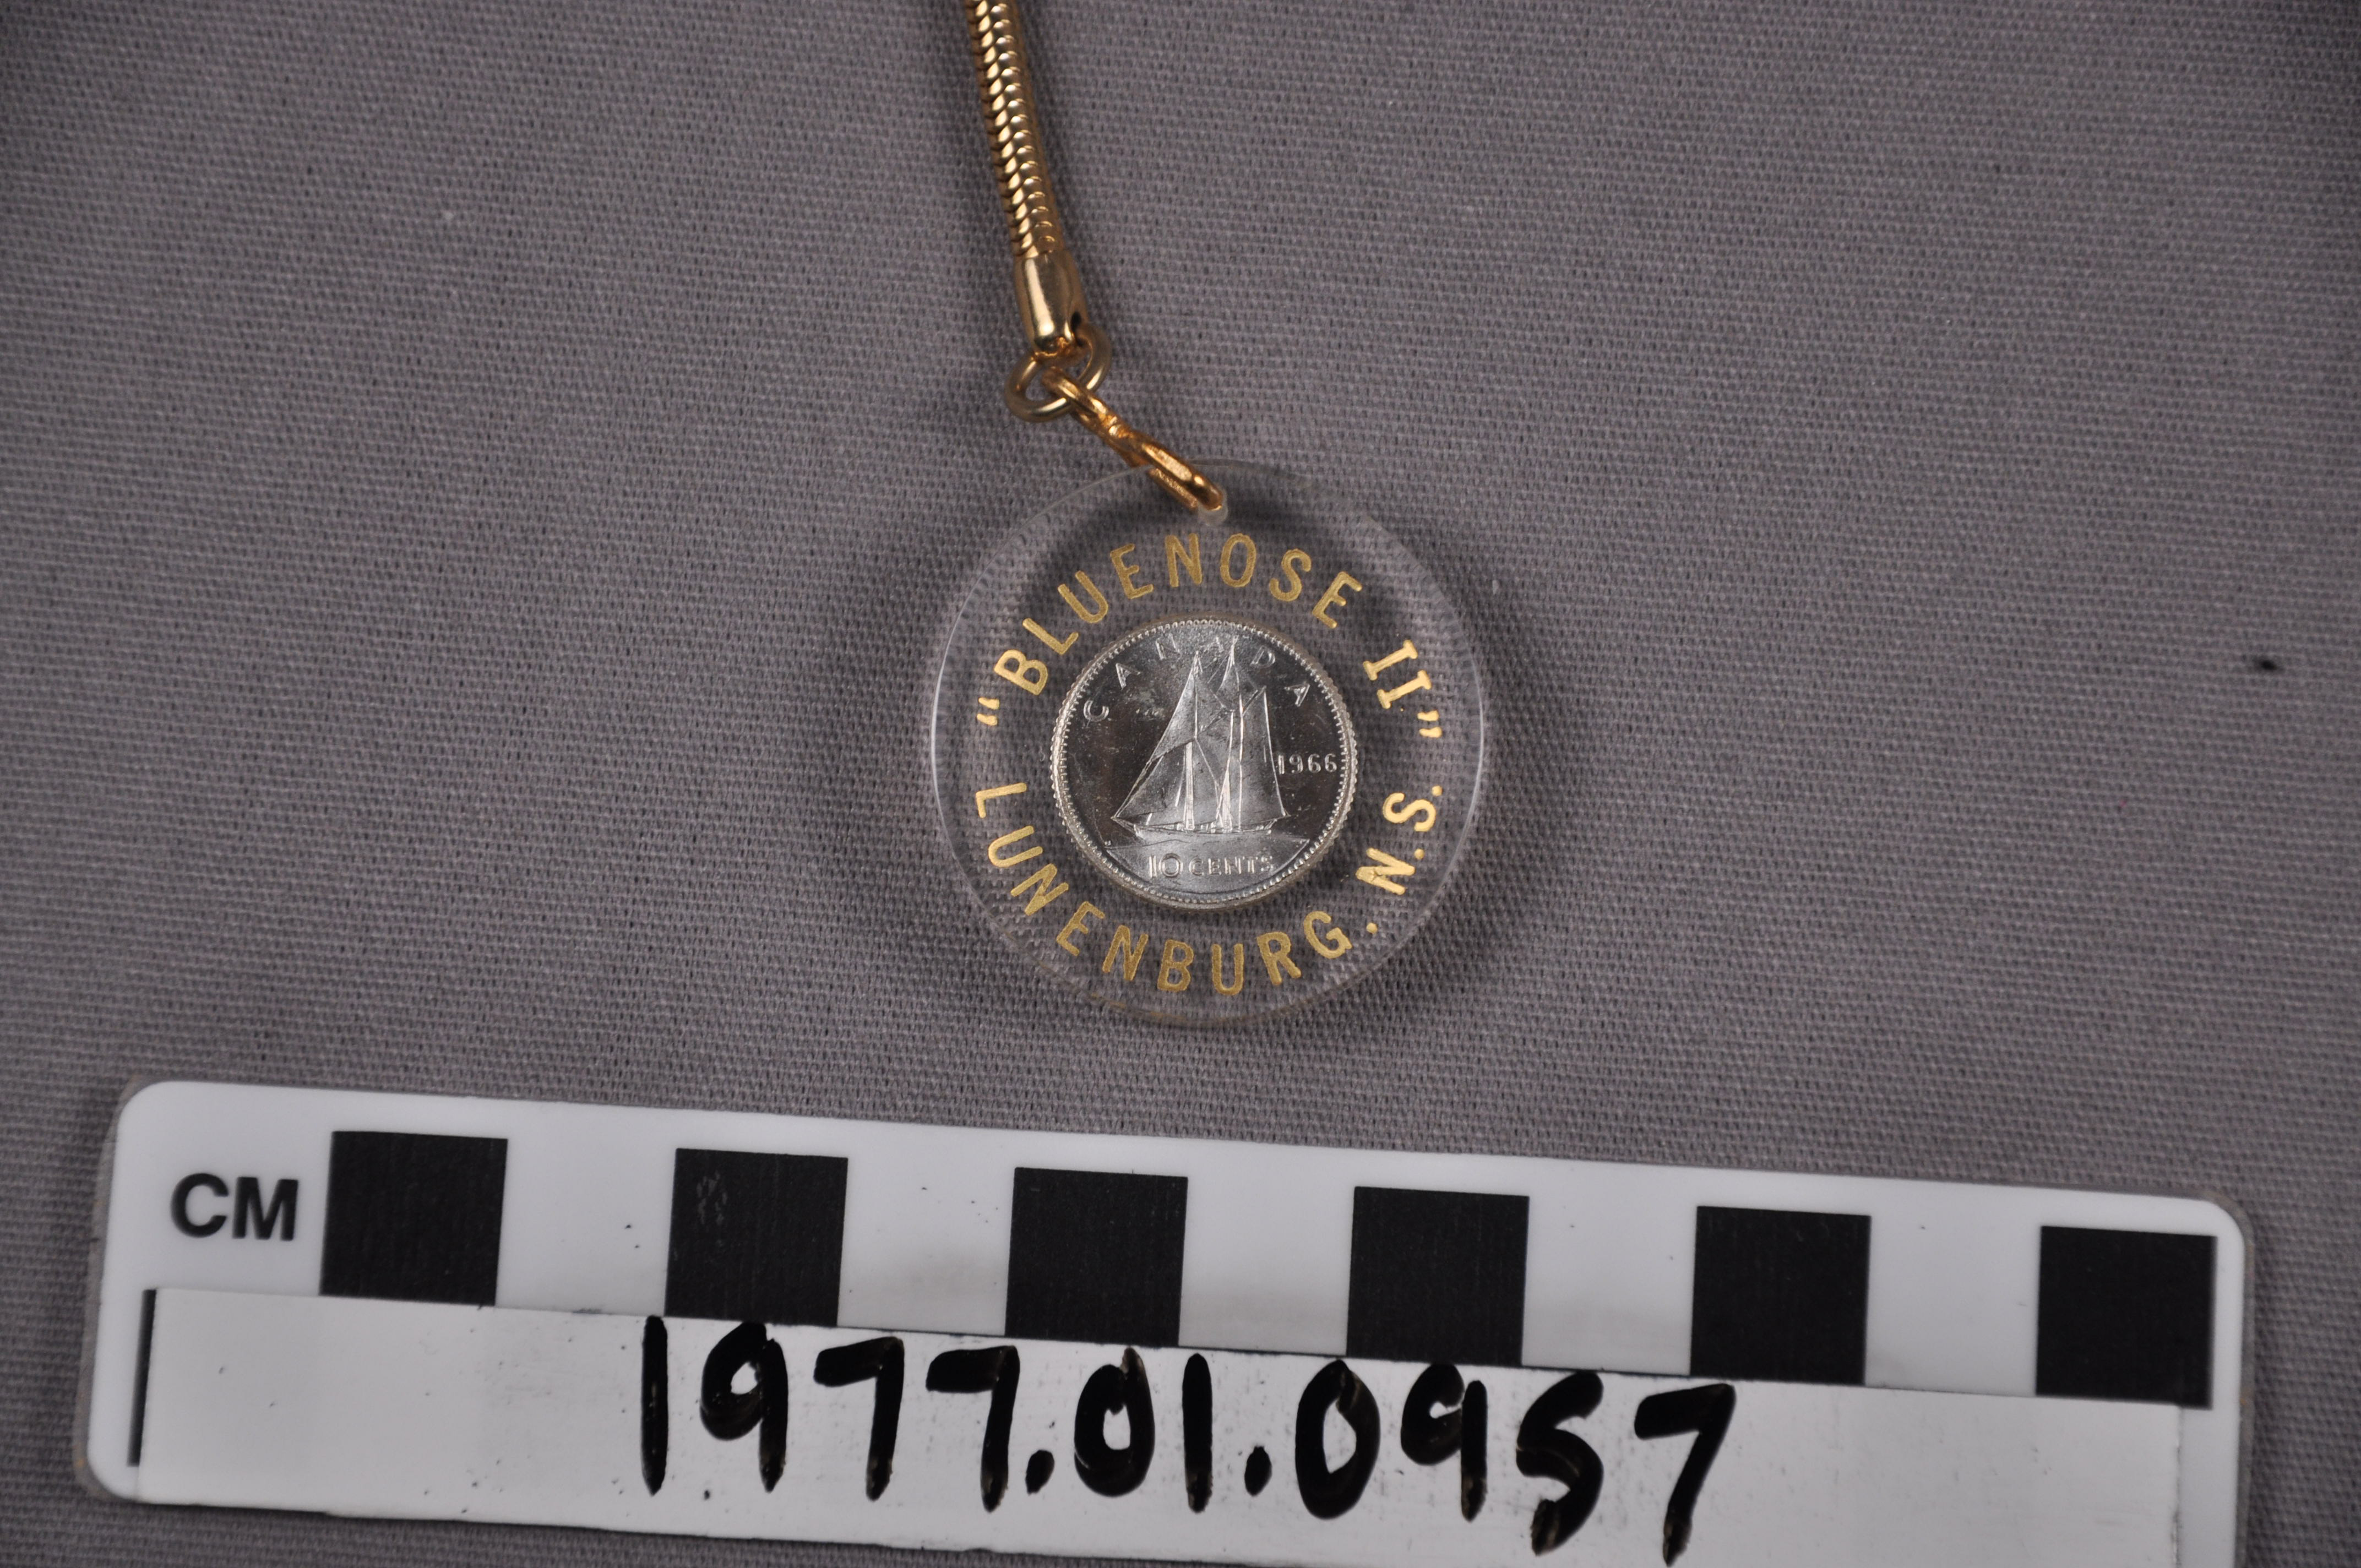 "BLUENOSE II"
CANADA
1966
10 CENTS
LUNENBURG. N.S.
CM
1977.01.0957